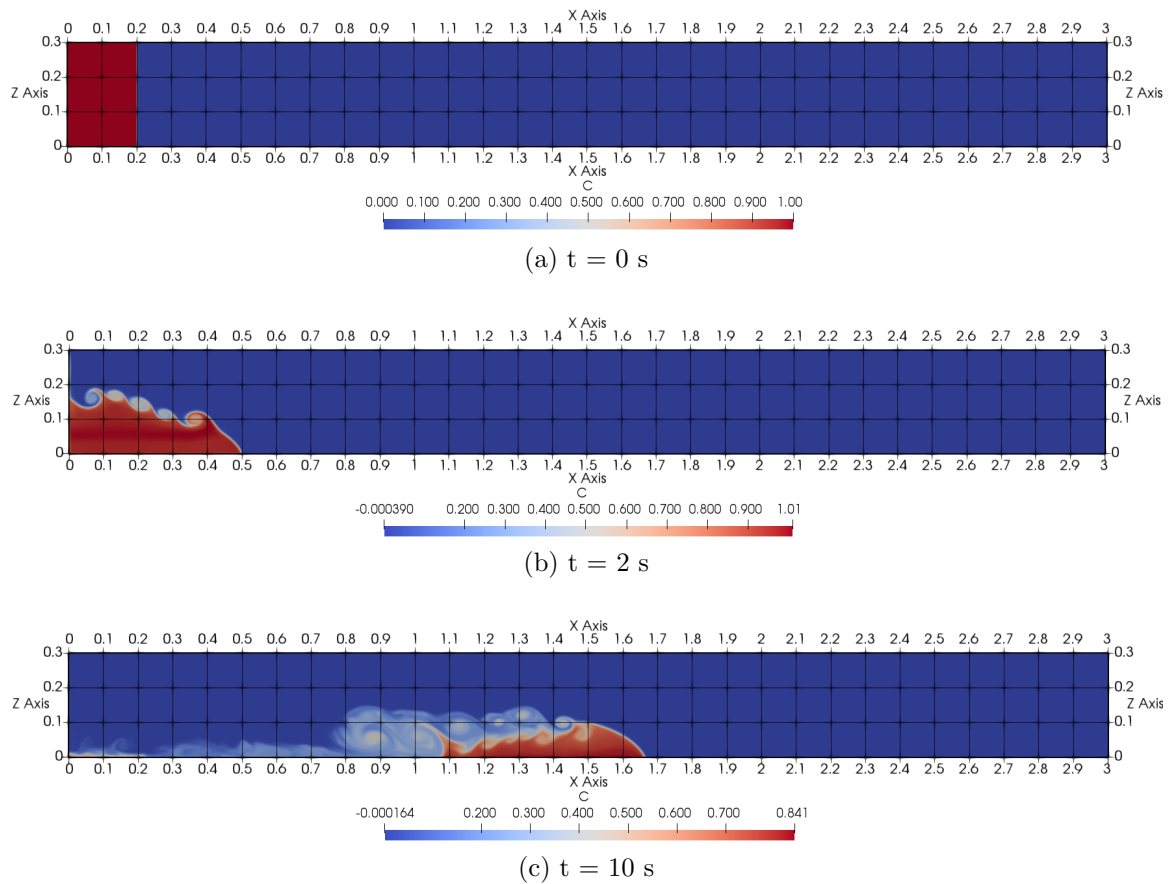 X Axis
0 0.1 0.2 0.3 0.4 0.5 0.6 0.7 0.8 0.9 1 1.1 1.2 1.3 1.4 1.5 1.6 1.7 1.8 1.9 2 2.1 2.2 2.3 2.4 2.5 2.6 2.7 2.8 2.9 3
0.3 0.3
0.2 0.2
Z Axis Z Axis
0.1 0.1
0 0
0 0.1 0.2 0.3 0.4 0.5 0.6 0.7 0.8 0.9 1 1.1 1.2 1.3 1.4 1.5 1.6 1.7 1.8 1.9 2 2.1 2.2 2.3 2.4 2.5 2.6 2.7 2.8 2.9 3
X Axis
C
0.000 0.100 0.200 0.300 0.400 0.500 0.600 0.700 0.800 0.900 1.00
(a) t = 0 s
X Axis
0 0.1 0.2 0.3 0.4 0.5 0.6 0.7 0.8 0.9 1 1.1 1.2 1.3 1.4 1.5 1.6 1.7 1.8 1.9 2 2.1 2.2 2.3 2.4 2.5 2.6 2.7 2.8 2.9 3
0.3 0.3
0.2 0.2
Z Axis Z Axis
0.1 0.1
0 0
0 0.1 0.2 0.3 0.4 0.5 0.6 0.7 0.8 0.9 1 1.1 1.2 1.3 1.4 1.5 1.6 1.7 1.8 1.9 2 2.1 2.2 2.3 2.4 2.5 2.6 2.7 2.8 2.9 3
X Axis
C
-0.000390 0.200 0.300 0.400 0.500 0.600 0.700 0.800 0.900 1.01
(b) t = 2 s
X Axis
0 0.1 0.2 0.3 0.4 0.5 0.6 0.7 0.8 0.9 1 1.1 1.2 1.3 1.4 1.5 1.6 1.7 1.8 1.9 2 2.1 2.2 2.3 2.4 2.5 2.6 2.7 2.8 2.9 3
0.3 0.3
0.2 0.2
Z Axis Z Axis
0.1 0.1
0 0
0 0.1 0.2 0.3 0.4 0.5 0.6 0.7 0.8 0.9 1 1.1 1.2 1.3 1.4 1.5 1.6 1.7 1.8 1.9 2 2.1 2.2 2.3 2.4 2.5 2.6 2.7 2.8 2.9 3
X Axis
C
-0.000164 0.200 0.300 0.400 0.500 0.600 0.700 0.841
(c) t = 10 s